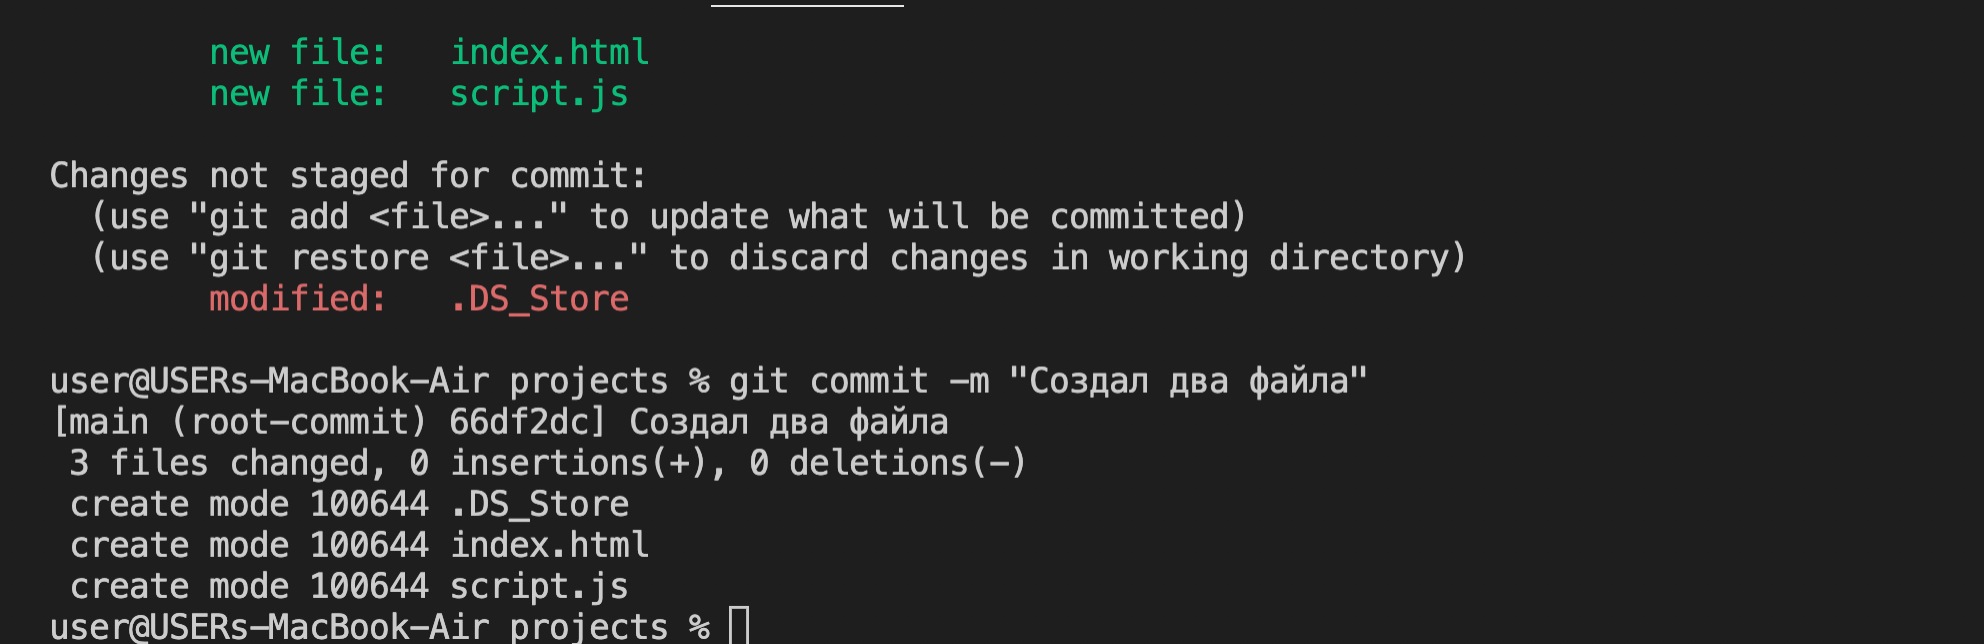 new file:   index.html
new file:   script.js
Changes not staged for commit:
(use "git add <file>..." to update what will be committed)
(use "git restore <file>..." to discard changes in working directory)
modified:   .DS_Store
user@USERs-MacBook-Air projects % git commit -m "Создал два файла"
[main (root-commit) 66df2dc] Создал два файла
3 files changed, 0 insertions(+), 0 deletions(-)
create mode 100644 .DS_Store
create mode 100644 index.html
create mode 100644 script.js
user@USERs-MacBook-Air projects %